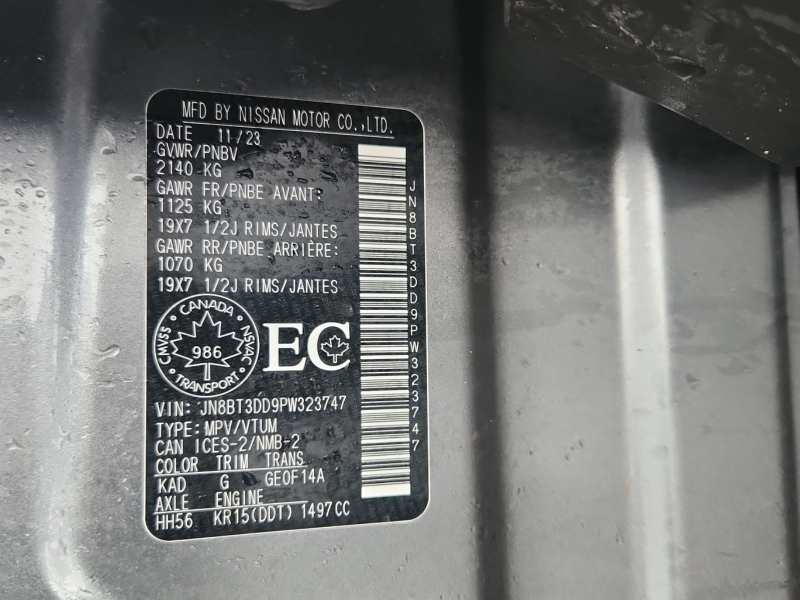 MFD BY NISSAN MOTOR CO.,LTD.
DATE 11/23
GVWR/PNBV
2140 KG
GAWR FR/PNBE AVANT:
1125 KG
19X7 1/2J RIMS/JANTES
GAWR RR/PNBE ARRIÈRE:
1070 KG
19X7 1/2J RIMS/JANTES
CANADA
CMVSS
NSVAC
986
TRANSPORT
EC
VIN: JN8BT3DD9PW323747
TYPE:MPV/VTUM
CAN ICES-2/NMB-2
COLOR TRIM TRANS
KAD G GE0F14A
AXLE ENGINE
HH56 KR15(DDT) 1497CC
JN8BT3DD9PW323747